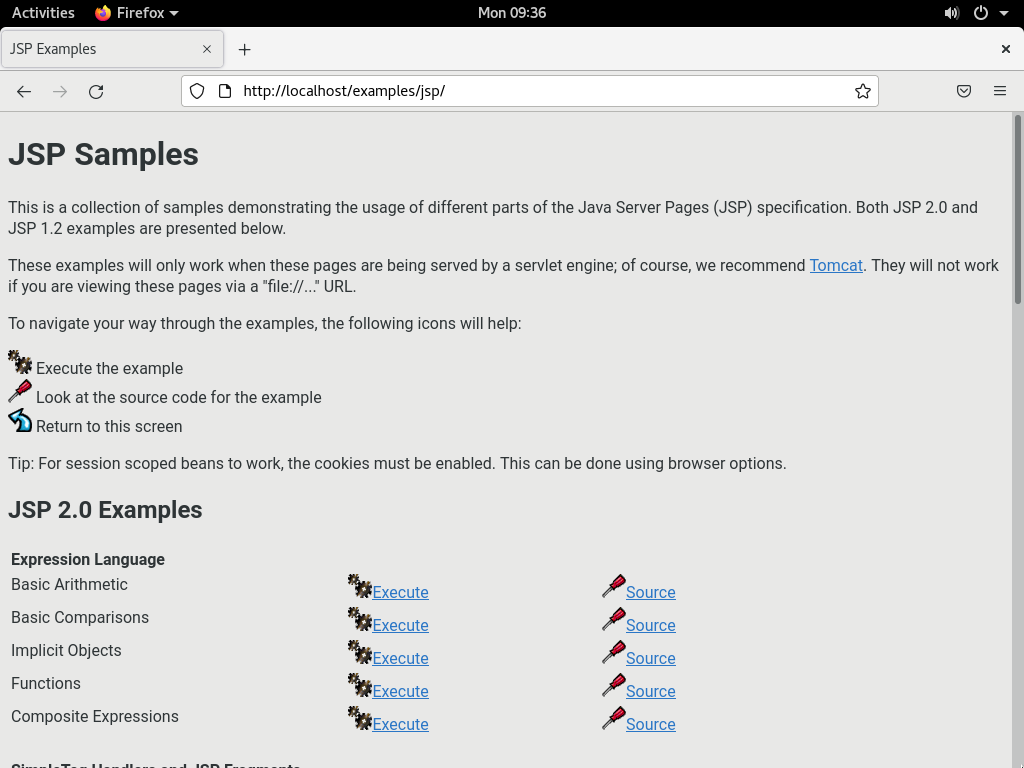 Activities Firefox Mon 09:36
JSP Examples
http://localhost/examples/jsp/
JSP Samples
This is a collection of samples demonstrating the usage of different parts of the Java Server Pages (JSP) specification. Both JSP 2.0 and
JSP 1.2 examples are presented below.
These examples will only work when these pages are being served by a servlet engine; of course, we recommend Tomcat. They will not work
if you are viewing these pages via a "file://..." URL.
To navigate your way through the examples, the following icons will help:
Execute the example
Look at the source code for the example
Return to this screen
Tip: For session scoped beans to work, the cookies must be enabled. This can be done using browser options.
JSP 2.0 Examples
Expression Language
Basic Arithmetic Execute Source
Basic Comparisons Execute Source
Implicit Objects Execute Source
Functions Execute Source
Composite Expressions Execute Source
SimpleTag Handlers and JSP Fragments